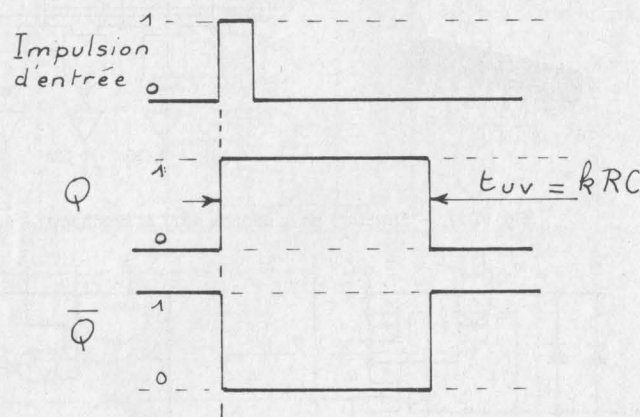 1
Impulsion
d'entrée
0
1
Q
t_uv = kRC
0
Q̅
1
0